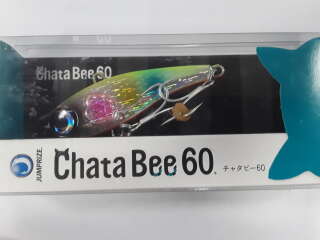 Chata Bee 60
JUMPRIZE
Chata Bee 60. チャタビー60